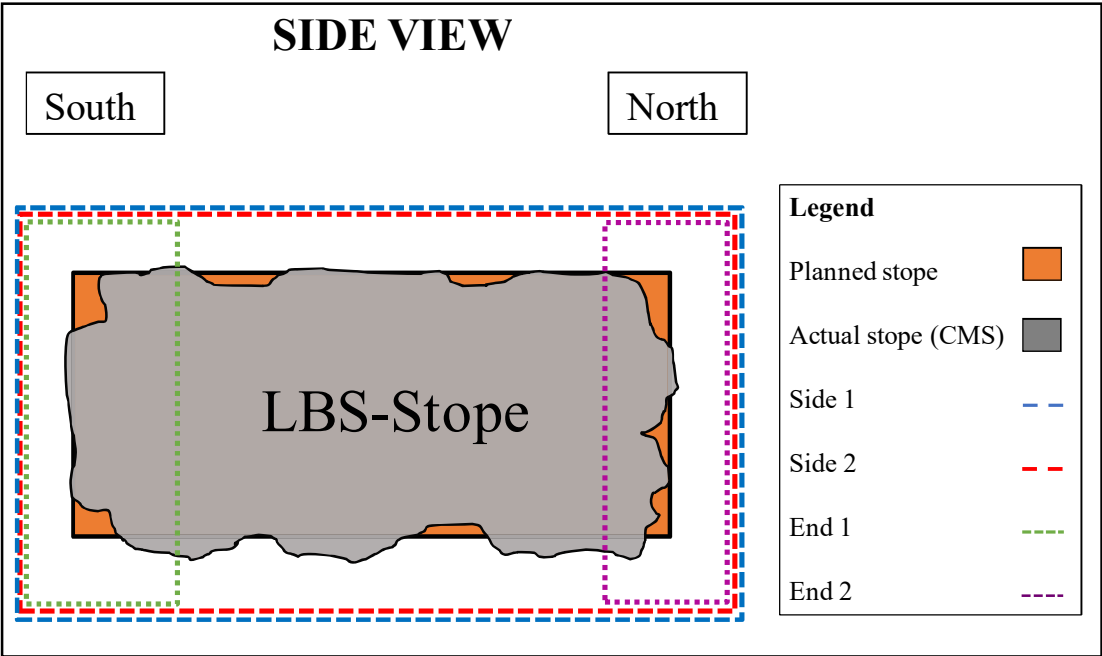 SIDE VIEW
South
North
LBS-Stope
Legend
Planned stope
Actual stope (CMS)
Side 1
Side 2
End 1
End 2